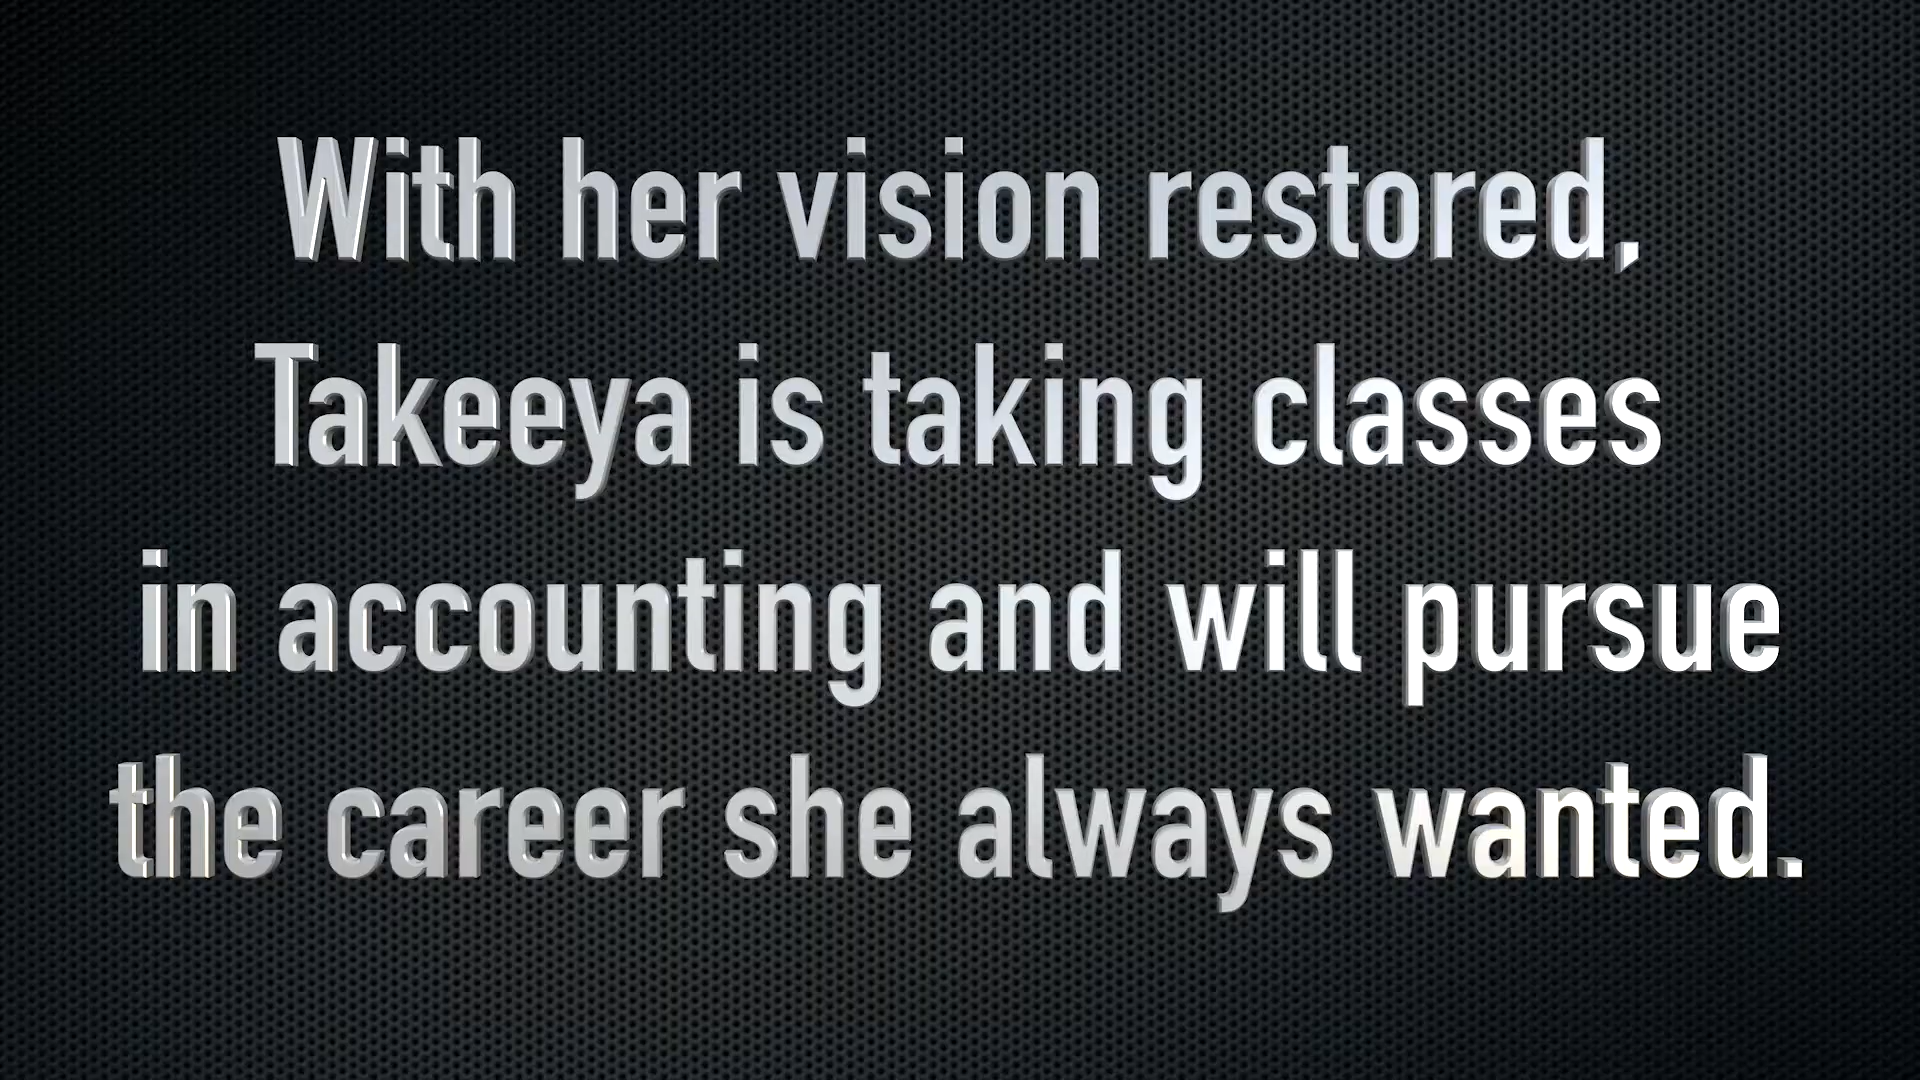 With her vision restored,
Takeeya is taking classes
in accounting and will pursue
the career she always wanted.